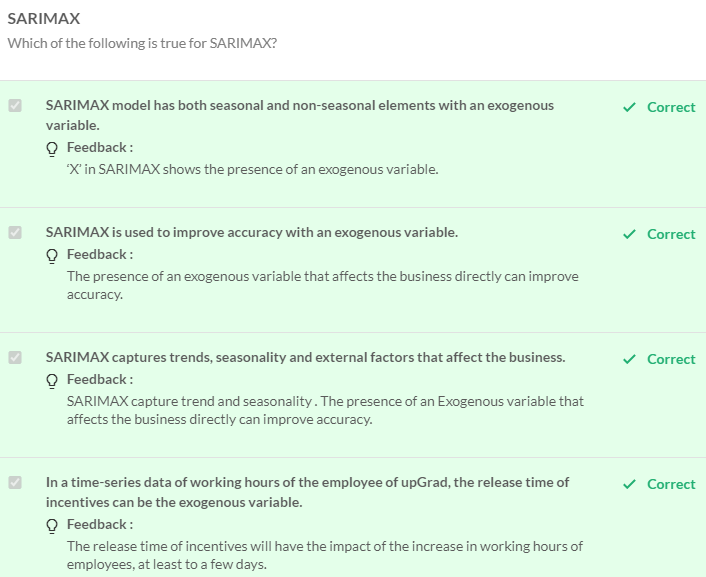 SARIMAX
Which of the following is true for SARIMAX?
SARIMAX model has both seasonal and non-seasonal elements with an exogenous
variable.
Correct
Feedback :
'X' in SARIMAX shows the presence of an exogenous variable.
SARIMAX is used to improve accuracy with an exogenous variable.
Correct
Feedback :
The presence of an exogenous variable that affects the business directly can improve
accuracy.
SARIMAX captures trends, seasonality and external factors that affect the business.
Correct
Feedback :
SARIMAX capture trend and seasonality . The presence of an Exogenous variable that
affects the business directly can improve accuracy.
In a time-series data of working hours of the employee of upGrad, the release time of
incentives can be the exogenous variable.
Correct
Feedback :
The release time of incentives will have the impact of the increase in working hours of
employees, at least to a few days.